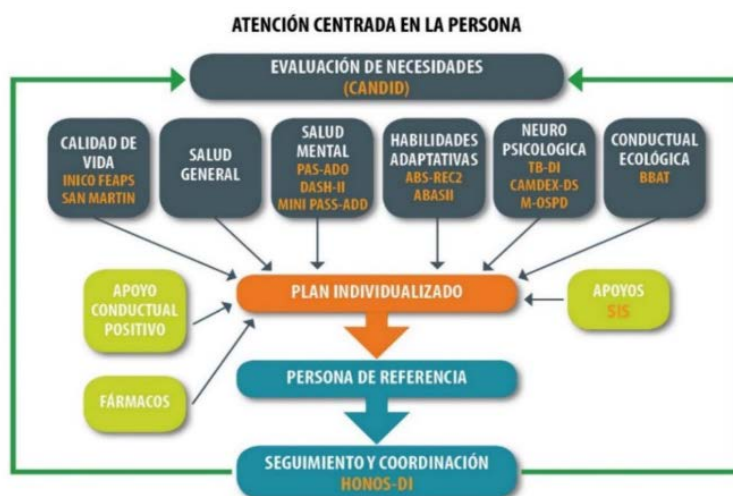 ATENCIÓN CENTRADA EN LA PERSONA
EVALUACIÓN DE NECESIDADES
(CANDID)
CALIDAD DE
VIDA
INICO FEAPS
SAN MARTIN
SALUD
GENERAL
SALUD
MENTAL
PAS-ADO
DASH-II
MINI PASS-ADD
HABILIDADES
ADAPTATIVAS
ABS-REC2
ABASII
NEURO
PSICOLOGICA
TB-DI
CAMDEX-DS
M-OSPD
CONDUCTUAL
ECOLÓGICA
BBAT
APOYO
CONDUCTUAL
POSITIVO
PLAN INDIVIDUALIZADO
APOYOS
SIS
FÁRMACOS
PERSONA DE REFERENCIA
SEGUIMIENTO Y COORDINACIÓN
HONOS-DI